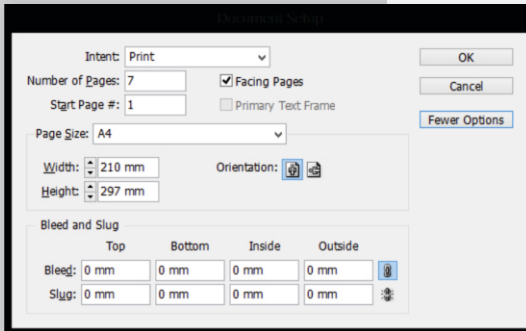 Document Setup
Intent: Print
OK
Number of Pages: 7
Facing Pages
Cancel
Start Page #: 1
Primary Text Frame
Fewer Options
Page Size: A4
Width: 210 mm
Orientation:
Height: 297 mm
Bleed and Slug
Top Bottom Inside Outside
Bleed: 0 mm 0 mm 0 mm 0 mm
Slug: 0 mm 0 mm 0 mm 0 mm